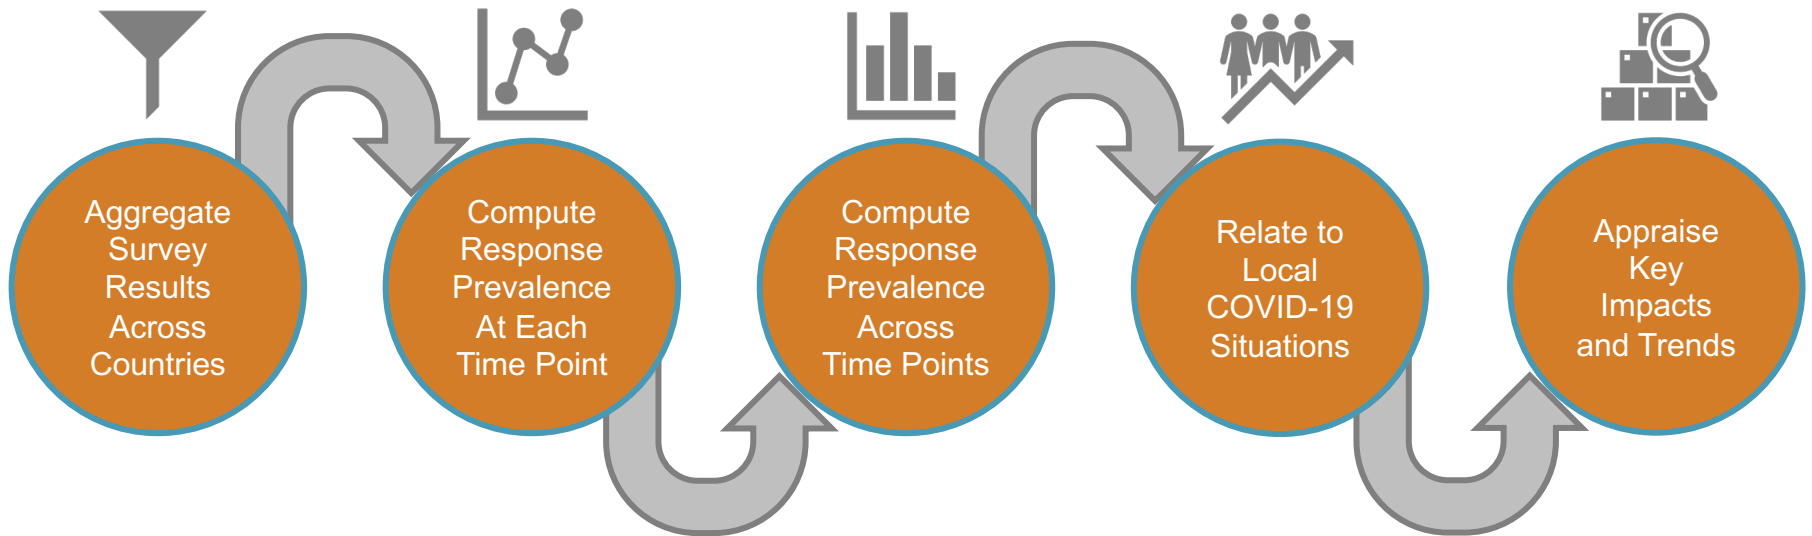 Aggregate
Survey
Results
Across
Countries
Compute
Response
Prevalence
At Each
Time Point
Compute
Response
Prevalence
Across
Time Points
Relate to
Local
COVID-19
Situations
Appraise
Key
Impacts
and Trends